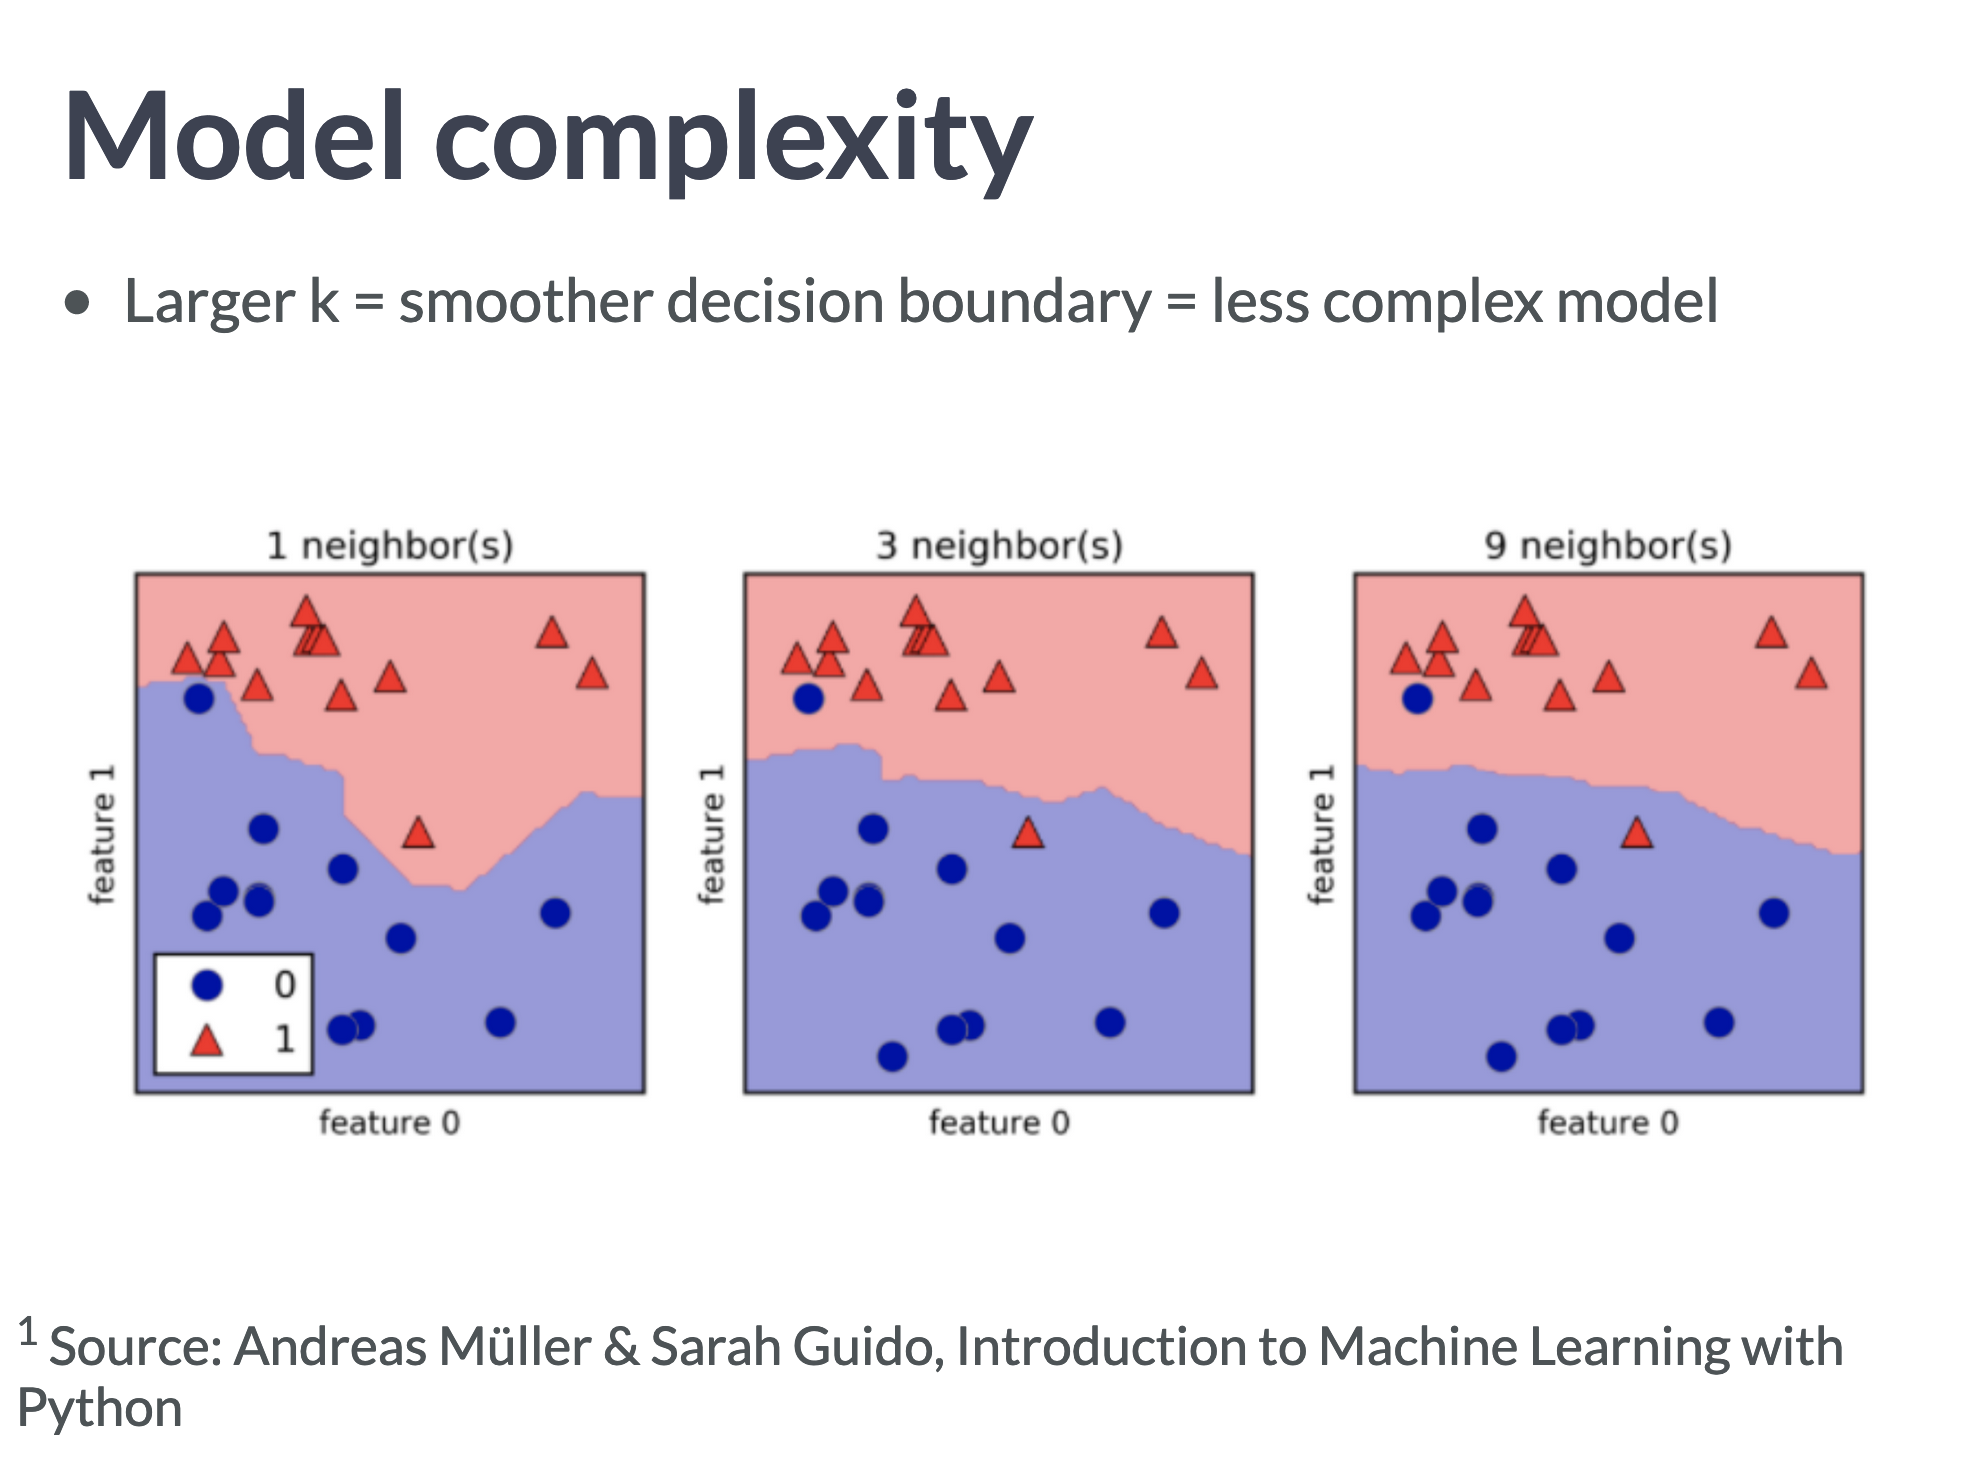 Model complexity
• Larger k = smoother decision boundary = less complex model
1 neighbor(s)
3 neighbor(s)
9 neighbor(s)
feature 1
feature 1
feature 1
0
1
feature 0
feature 0
feature 0
1 Source: Andreas Müller & Sarah Guido, Introduction to Machine Learning with
Python